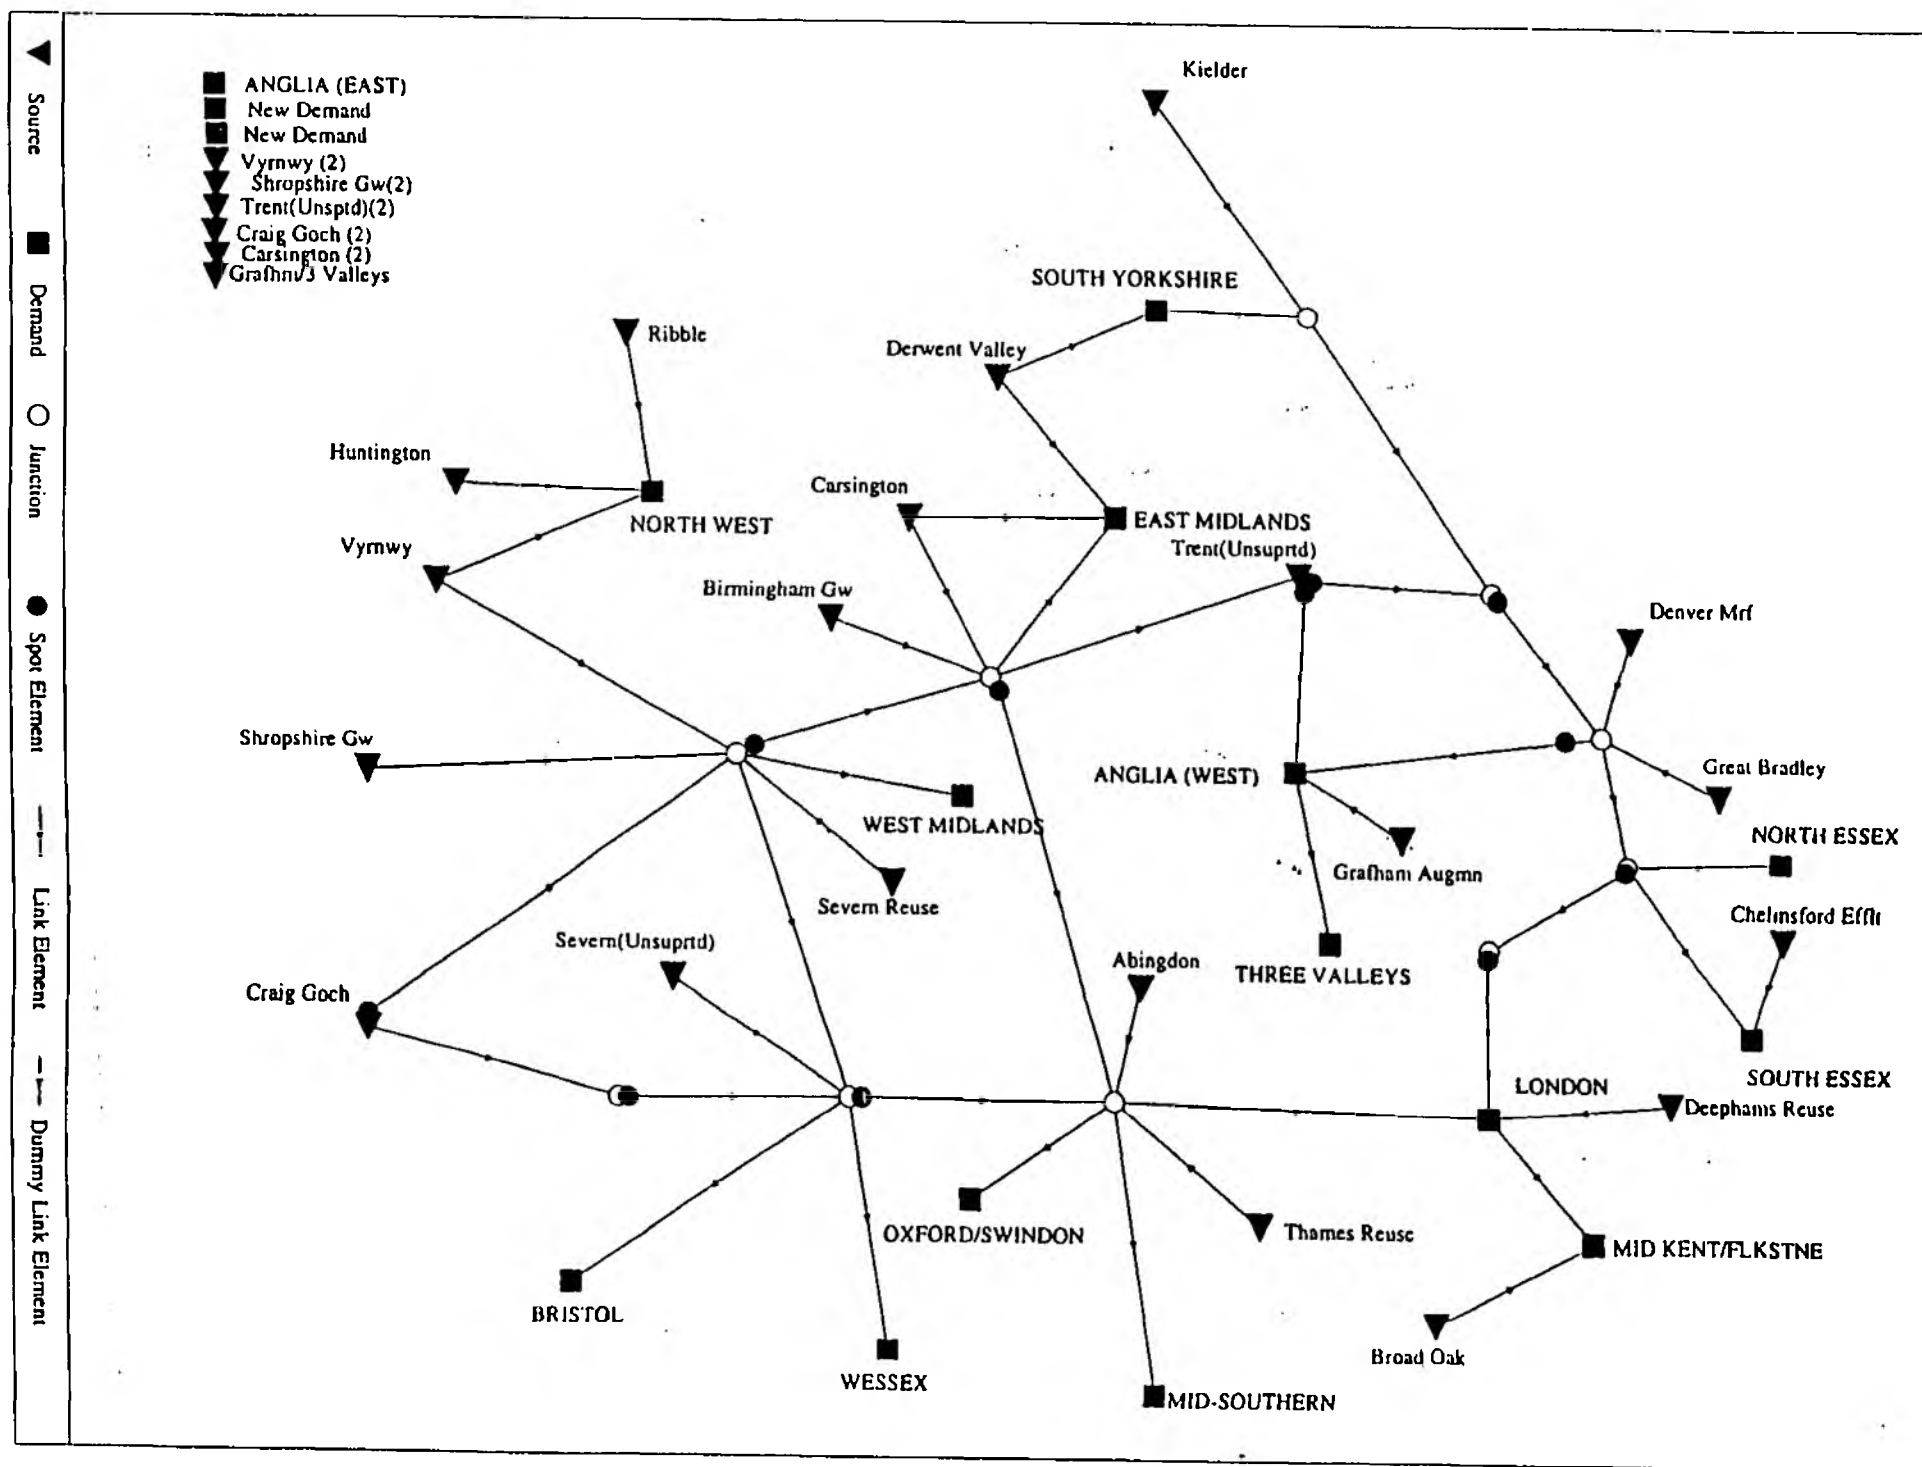 Source
Demand
Junction
Spot Element
Link Element
Dummy Link Element
ANGLIA (EAST)
New Demand
New Demand
Vyrnwy (2)
Shropshire Gw(2)
Trent(Unsptd)(2)
Craig Goch (2)
Carsington (2)
Grafhm/3 Valleys
Kielder
SOUTH YORKSHIRE
Ribble
Derwent Valley
Huntington
NORTH WEST
Carsington
EAST MIDLANDS
Vyrnwy
Trent(Unsuprtd)
Birmingham Gw
Denver Mrf
Shropshire Gw
ANGLIA (WEST)
Great Bradley
WEST MIDLANDS
NORTH ESSEX
Grafham Augmn
Severn Reuse
Chelmsford Efflt
Severn(Unsuprtd)
Abingdon
THREE VALLEYS
Craig Goch
SOUTH ESSEX
LONDON
Deephams Reuse
OXFORD/SWINDON
Thames Reuse
MID KENT/FLKSTNE
BRISTOL
Broad Oak
WESSEX
MID-SOUTHERN